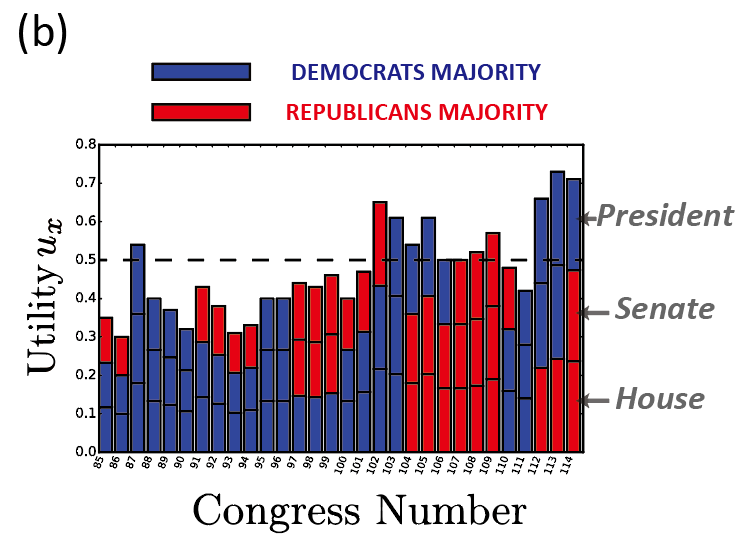 (b)
DEMOCRATS MAJORITY
REPUBLICANS MAJORITY
0.8
0.7
0.6
0.5
0.4
0.3
0.2
0.1
0.0
Utility u_x
President
Senate
House
85 86 87 88 89 90 91 92 93 94 95 96 97 98 99 100 101 102 103 104 105 106 107 108 109 110 111 112 113 114
Congress Number